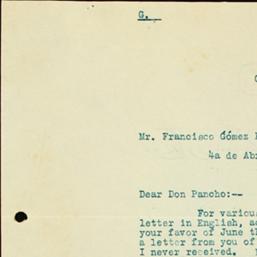 G.
Mr. Francisco Gómez
4a de Ab
Dear Don Pancho:--
For variou
letter in English, a
your favor of June th
a letter from you of
I never received.